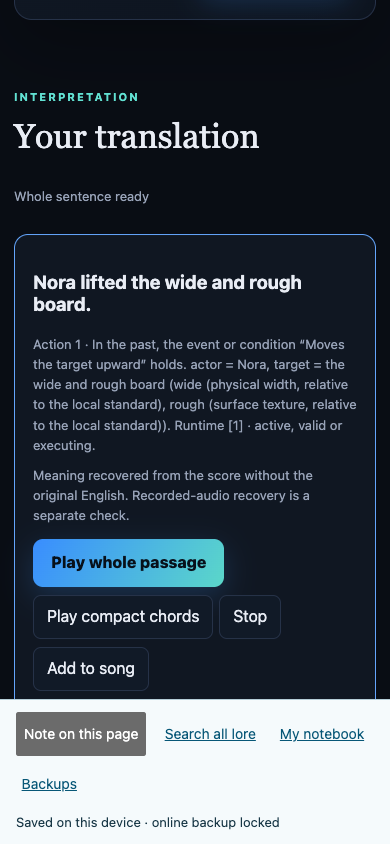 INTERPRETATION
Your translation
Whole sentence ready
Nora lifted the wide and rough
board.
Action 1 · In the past, the event or condition “Moves
the target upward” holds. actor = Nora, target = the
wide and rough board (wide (physical width, relative
to the local standard), rough (surface texture, relative
to the local standard)). Runtime [1] · active, valid or
executing.
Meaning recovered from the score without the
original English. Recorded-audio recovery is a
separate check.
Play whole passage
Play compact chords Stop
Add to song
Note on this page Search all lore My notebook
Backups
Saved on this device · online backup locked